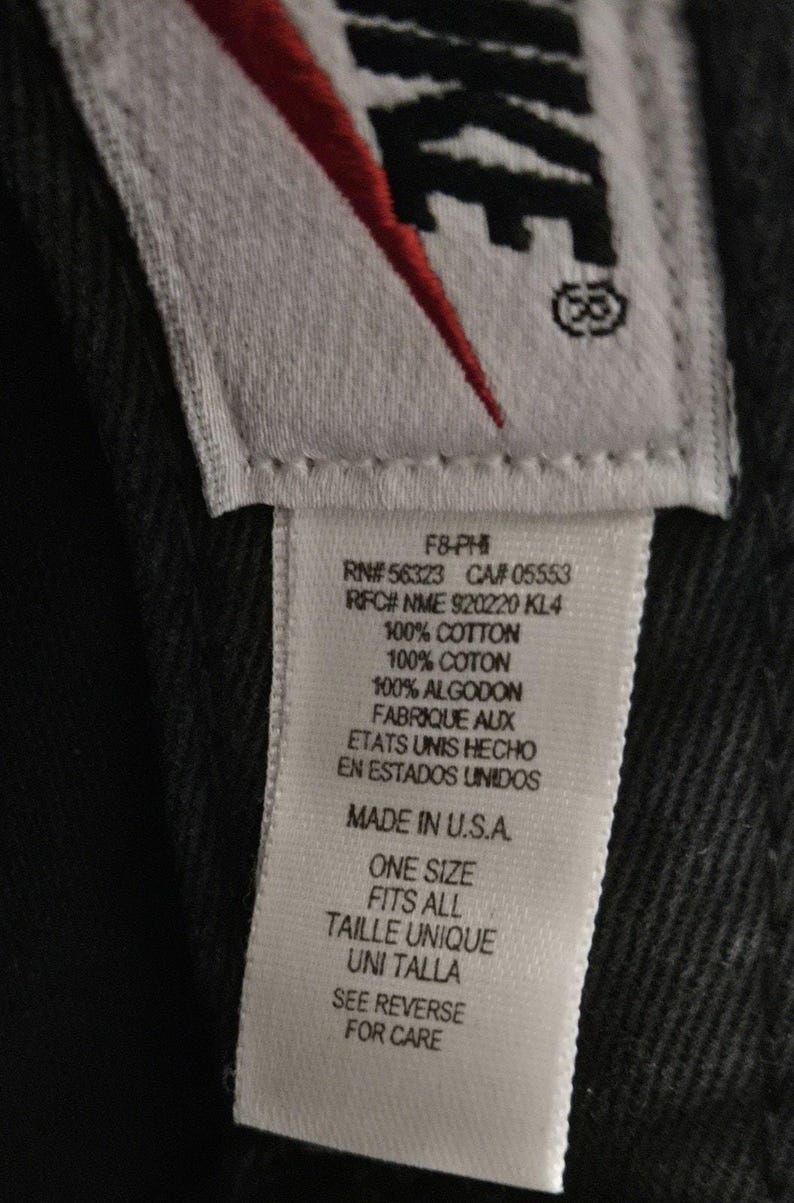 NIKE®
F8-PHI
RN# 56323 CA# 05553
RFC# NME 920220 KL4
100% COTTON
100% COTON
100% ALGODON
FABRIQUE AUX
ETATS UNIS HECHO
EN ESTADOS UNIDOS
MADE IN U.S.A.
ONE SIZE
FITS ALL
TAILLE UNIQUE
UNI TALLA
SEE REVERSE
FOR CARE